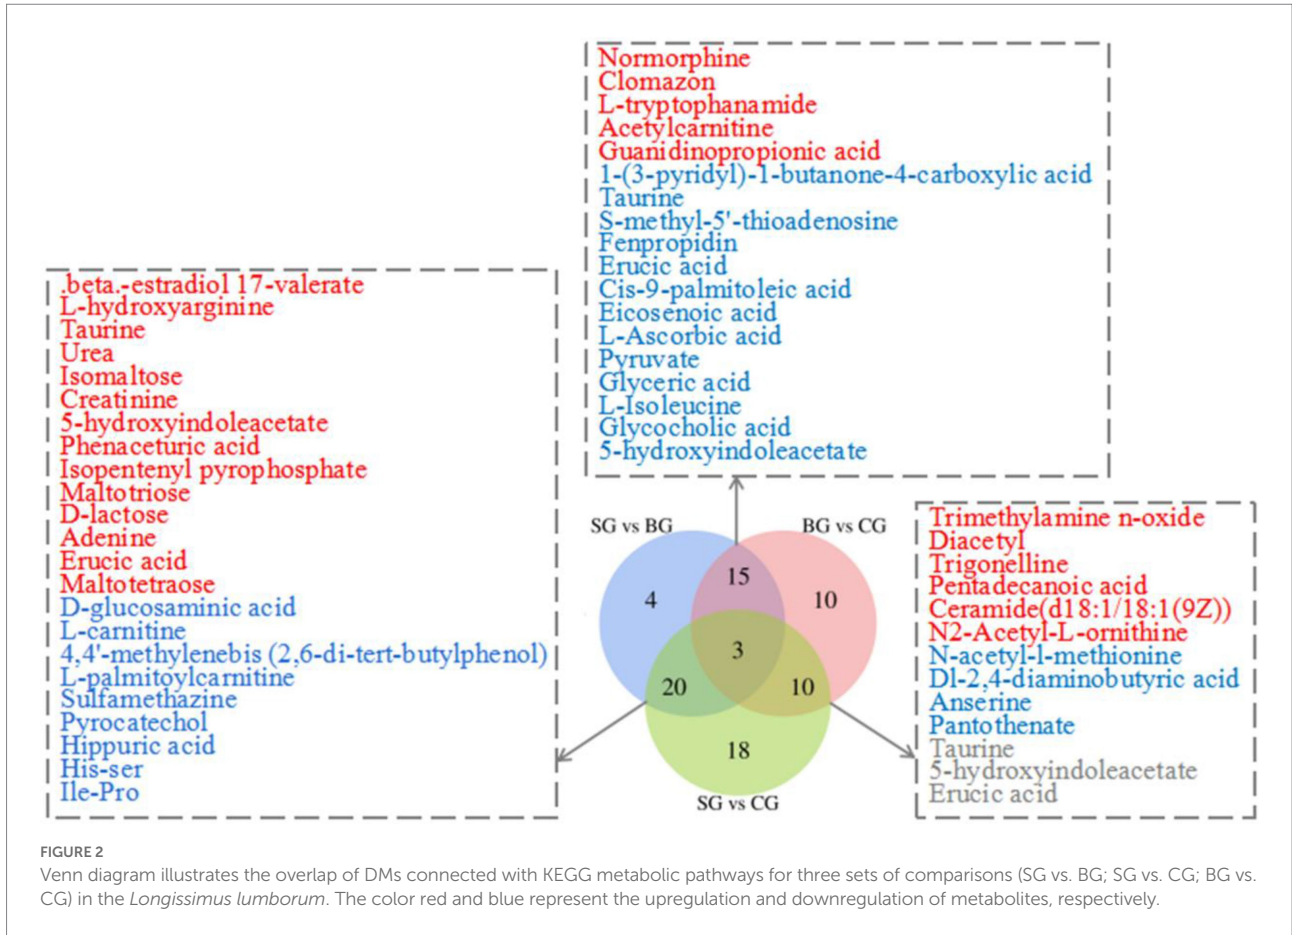 Normorphine
Clomazon
L-tryptophanamide
Acetylcarnitine
Guanidinopropionic acid
1-(3-pyridyl)-1-butanone-4-carboxylic acid
Taurine
S-methyl-5'-thioadenosine
Fenpropidin
Erucic acid
Cis-9-palmitoleic acid
Eicosenoic acid
L-Ascorbic acid
Pyruvate
Glyceric acid
L-Isoleucine
Glycocholic acid
5-hydroxyindoleacetate
.beta.-estradiol 17-valerate
L-hydroxyarginine
Taurine
Urea
Isomaltose
Creatinine
5-hydroxyindoleacetate
Phenaceturic acid
Isopentenyl pyrophosphate
Maltotriose
D-lactose
Adenine
Erucic acid
Maltotetraose
D-glucosaminic acid
L-carnitine
4,4'-methylenebis (2,6-di-tert-butylphenol)
L-palmitoylcarnitine
Sulfamethazine
Pyrocatechol
Hippuric acid
His-ser
Ile-Pro
SG vs BG
BG vs CG
15
4
10
3
20
10
18
SG vs CG
Trimethylamine n-oxide
Diacetyl
Trigonelline
Pentadecanoic acid
Ceramide(d18:1/18:1(9Z))
N2-Acetyl-L-ornithine
N-acetyl-l-methionine
Dl-2,4-diaminobutyric acid
Anserine
Pantothenate
Taurine
5-hydroxyindoleacetate
Erucic acid
FIGURE 2
Venn diagram illustrates the overlap of DMs connected with KEGG metabolic pathways for three sets of comparisons (SG vs. BG; SG vs. CG; BG vs.
CG) in the Longissimus lumborum. The color red and blue represent the upregulation and downregulation of metabolites, respectively.